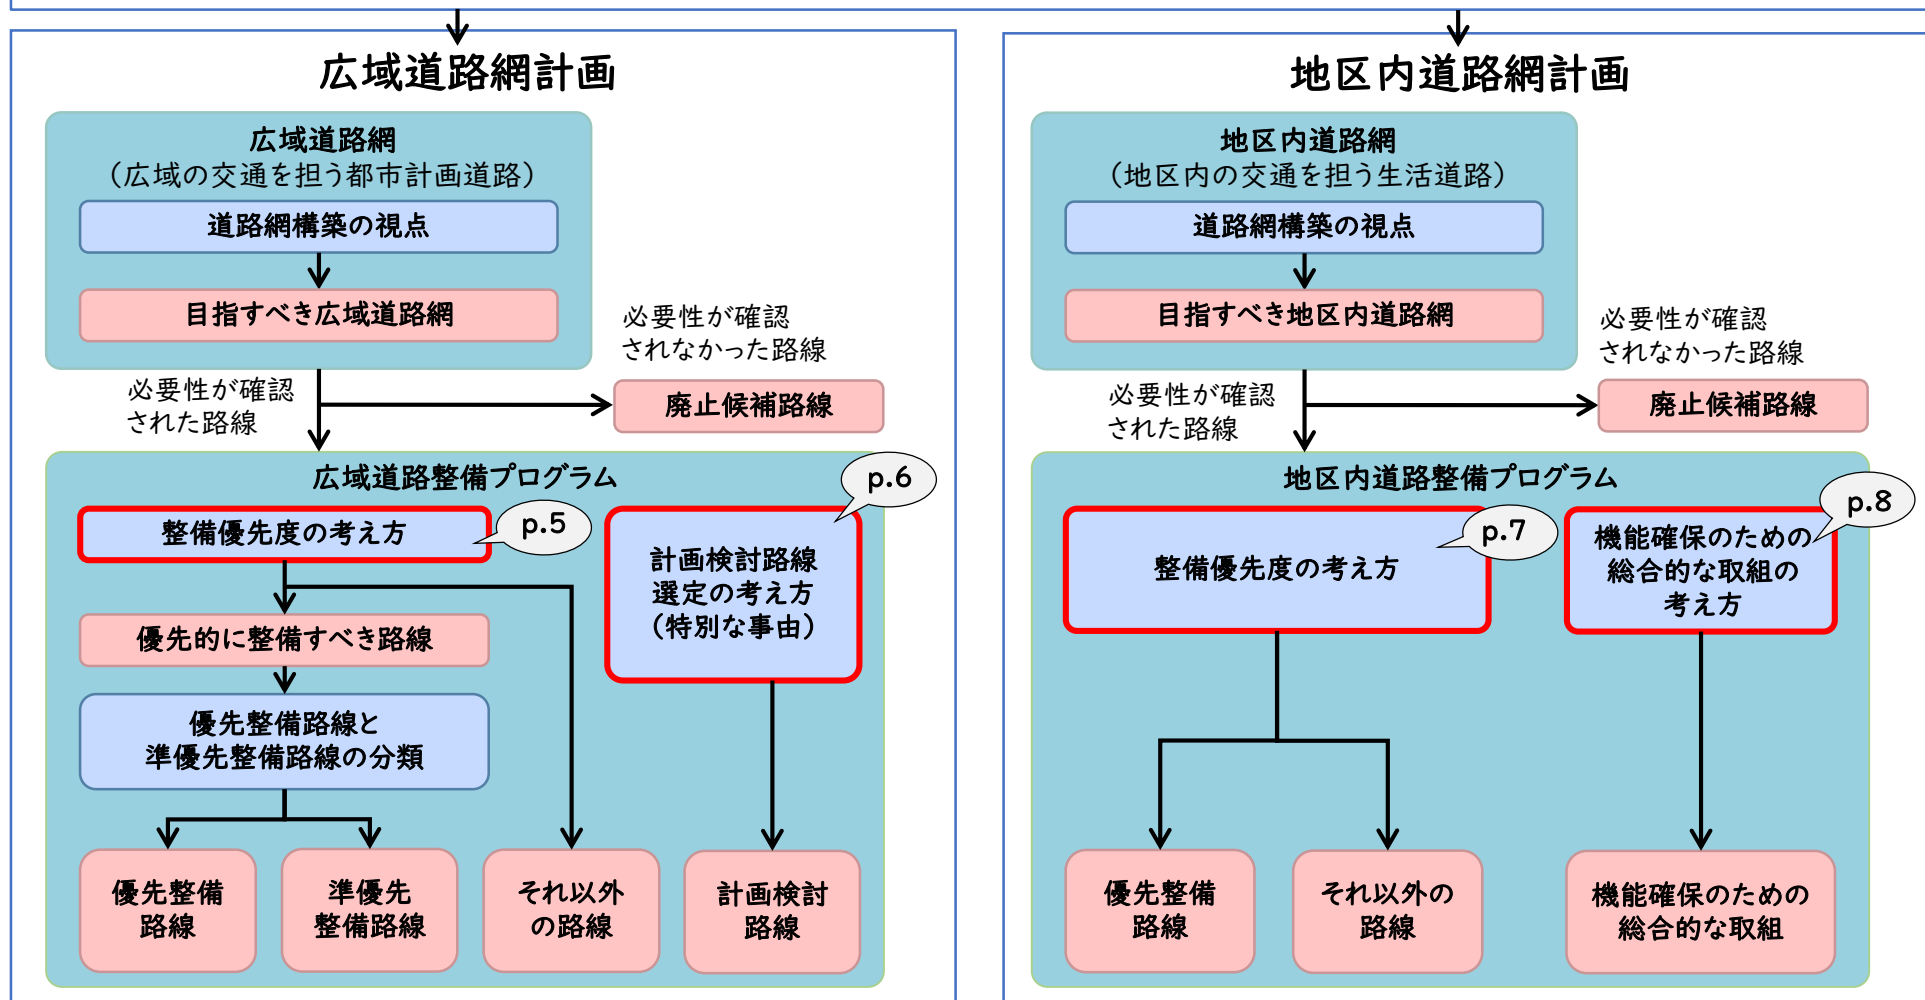 広域道路網計画
広域道路網
（広域の交通を担う都市計画道路）
道路網構築の視点
目指すべき広域道路網
必要性が確認
されなかった路線
必要性が確認
された路線
廃止候補路線
広域道路整備プログラム
p.6
整備優先度の考え方
p.5
計画検討路線
選定の考え方
（特別な事由）
優先的に整備すべき路線
優先整備路線と
準優先整備路線の分類
優先整備
路線
準優先
整備路線
それ以外
の路線
計画検討
路線
地区内道路網計画
地区内道路網
（地区内の交通を担う生活道路）
道路網構築の視点
目指すべき地区内道路網
必要性が確認
されなかった路線
必要性が確認
された路線
廃止候補路線
地区内道路整備プログラム
p.8
整備優先度の考え方
p.7
機能確保のための
総合的な取組の
考え方
優先整備
路線
それ以外の
路線
機能確保のための
総合的な取組